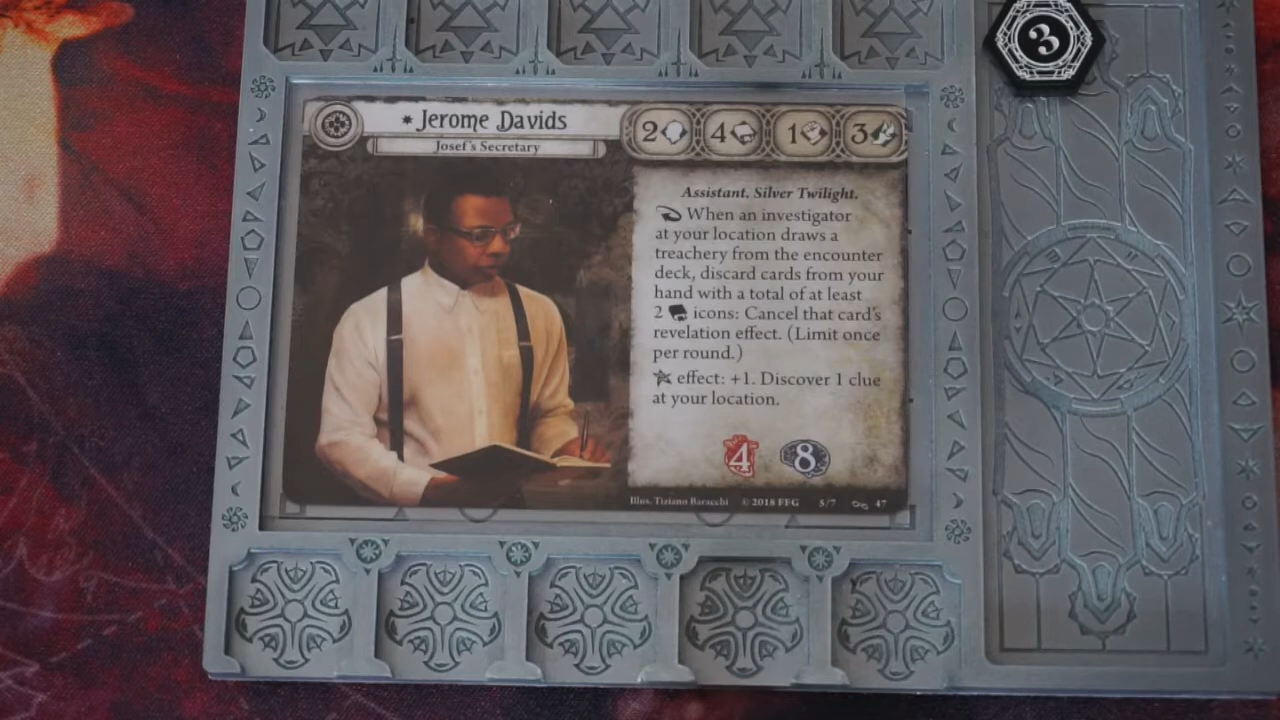 3
Jerome Davids
Josef's Secretary
2 4 1 3
Assistant. Silver Twilight.
When an investigator
at your location draws a
treachery from the encounter
deck, discard cards from your
hand with a total of at least
2 icons: Cancel that card's
revelation effect. (Limit once
per round.)
effect: +1. Discover 1 clue
at your location.
4 8
Illus. Tiziano Baracchi © 2018 FFG 5/7 47